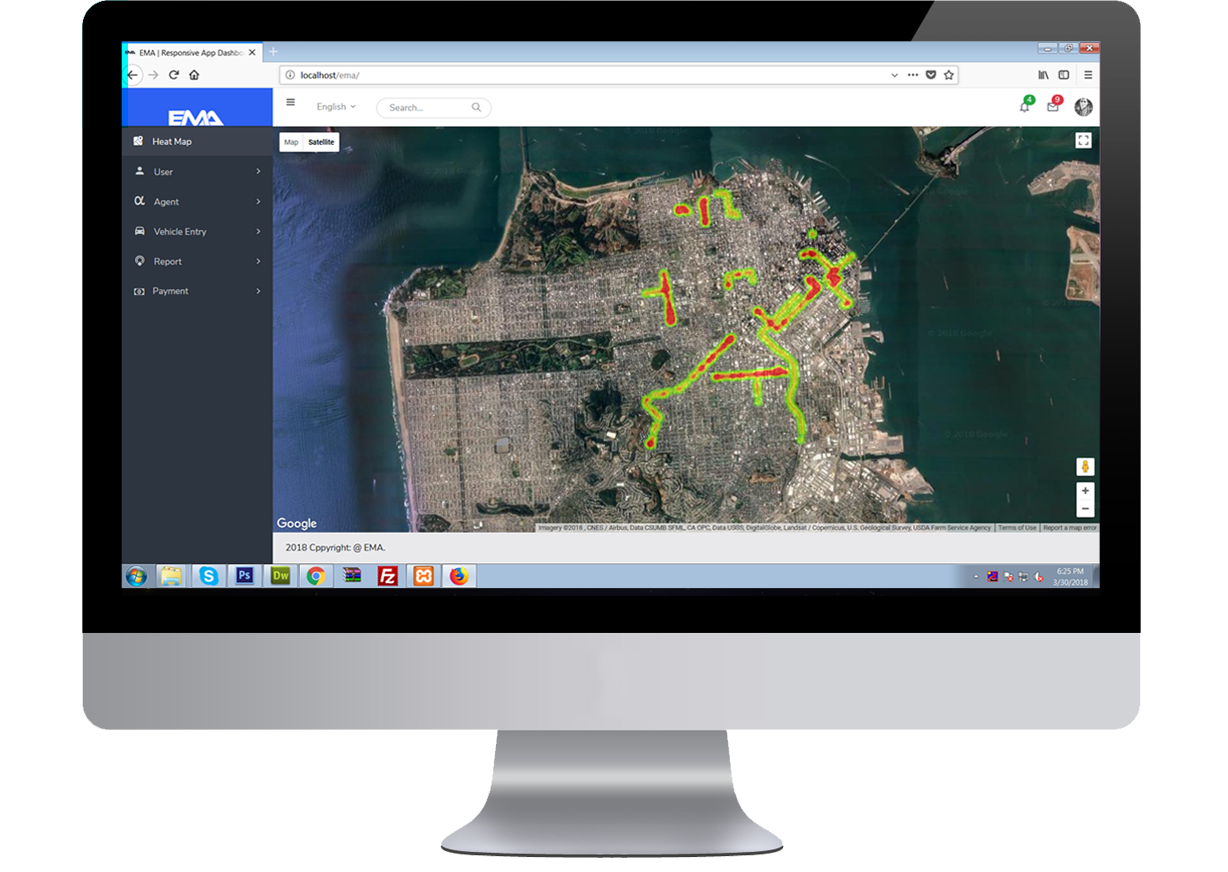 EMA | Responsive App Dashbo
localhost/ema/
EMA
English
Search...
4
9
Heat Map
User
Agent
Vehicle Entry
Report
Payment
Map
Satellite
© 2018 Google
© 2018 Google
© 2018 Google
Google
Imagery ©2018 , CNES / Airbus, Data CSUMB SFML, CA OPC, Data USGS, DigitalGlobe, Landsat / Copernicus, U.S. Geological Survey, USDA Farm Service Agency
Terms of Use
Report a map error
2018 Cppyright: @ EMA.
S
Ps
Dw
Fz
6:25 PM
3/30/2018